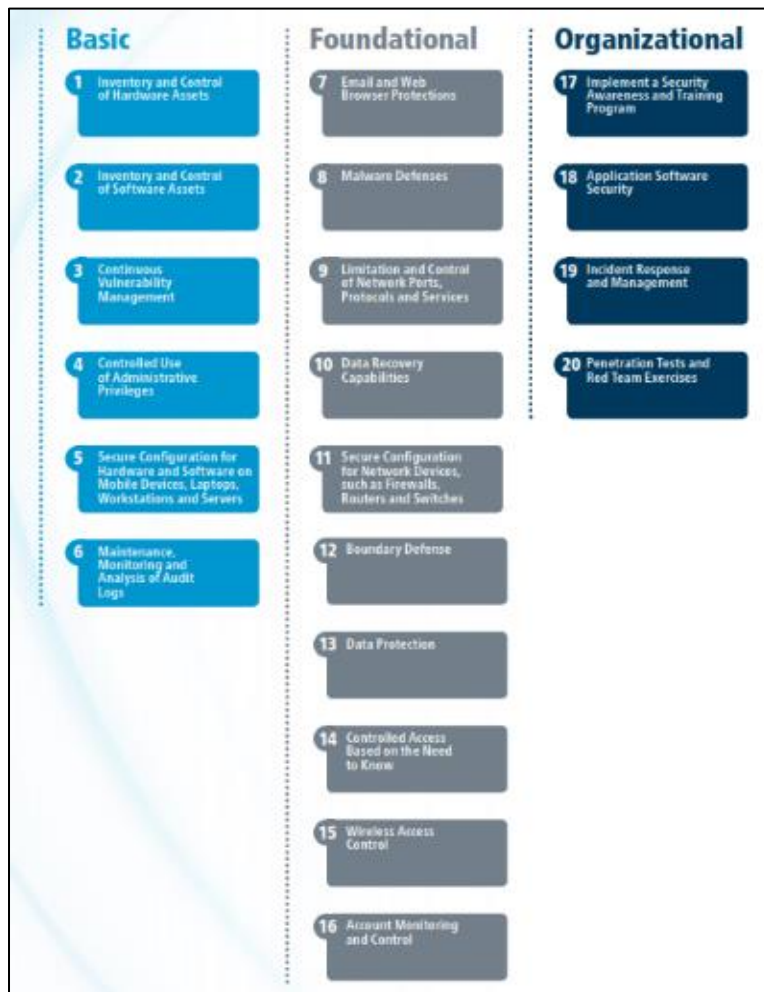 Basic
1 Inventory and Control
of Hardware Assets
2 Inventory and Control
of Software Assets
3 Continuous
Vulnerability
Management
4 Controlled Use
of Administrative
Privileges
5 Secure Configuration for
Hardware and Software on
Mobile Devices, Laptops,
Workstations and Servers
6 Maintenance,
Monitoring and
Analysis of Audit
Logs
Foundational
7 Email and Web
Browser Protections
8 Malware Defenses
9 Limitation and Control
of Network Ports,
Protocols and Services
10 Data Recovery
Capabilities
11 Secure Configuration
for Network Devices,
such as Firewalls,
Routers and Switches
12 Boundary Defense
13 Data Protection
14 Controlled Access
Based on the Need
to Know
15 Wireless Access
Control
16 Account Monitoring
and Control
Organizational
17 Implement a Security
Awareness and Training
Program
18 Application Software
Security
19 Incident Response
and Management
20 Penetration Tests and
Red Team Exercises